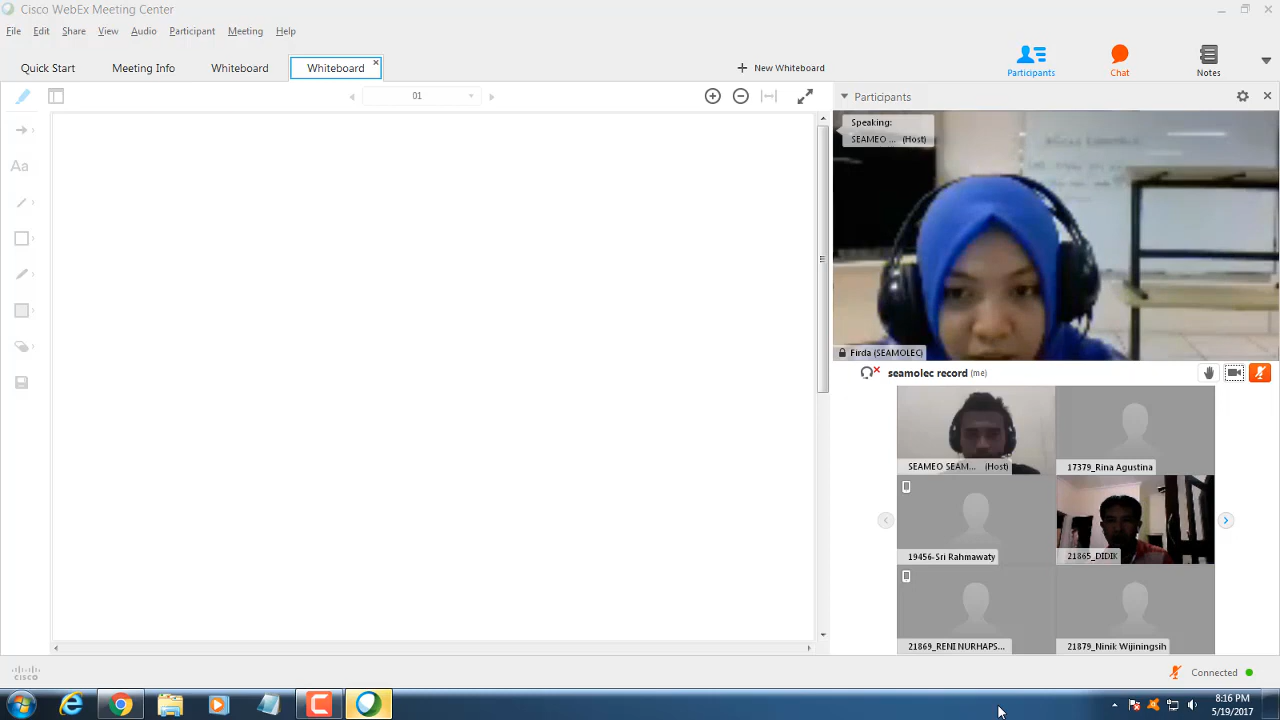 Cisco WebEx Meeting Center
File Edit Share View Audio Participant Meeting Help
Quick Start Meeting Info Whiteboard Whiteboard New Whiteboard Participants Chat Notes
01
Aa
Participants
Speaking:
SEAMEO ... (Host)
Firda (SEAMOLEC)
seamolec record (me)
SEAMEO SEAM... (Host)
17379_Rina Agustina
19456-Sri Rahmawaty
21865_DIDIK
21869_RENI NURHAPS...
21879_Ninik Wijiningsih
cisco
Connected
8:16 PM
5/19/2017